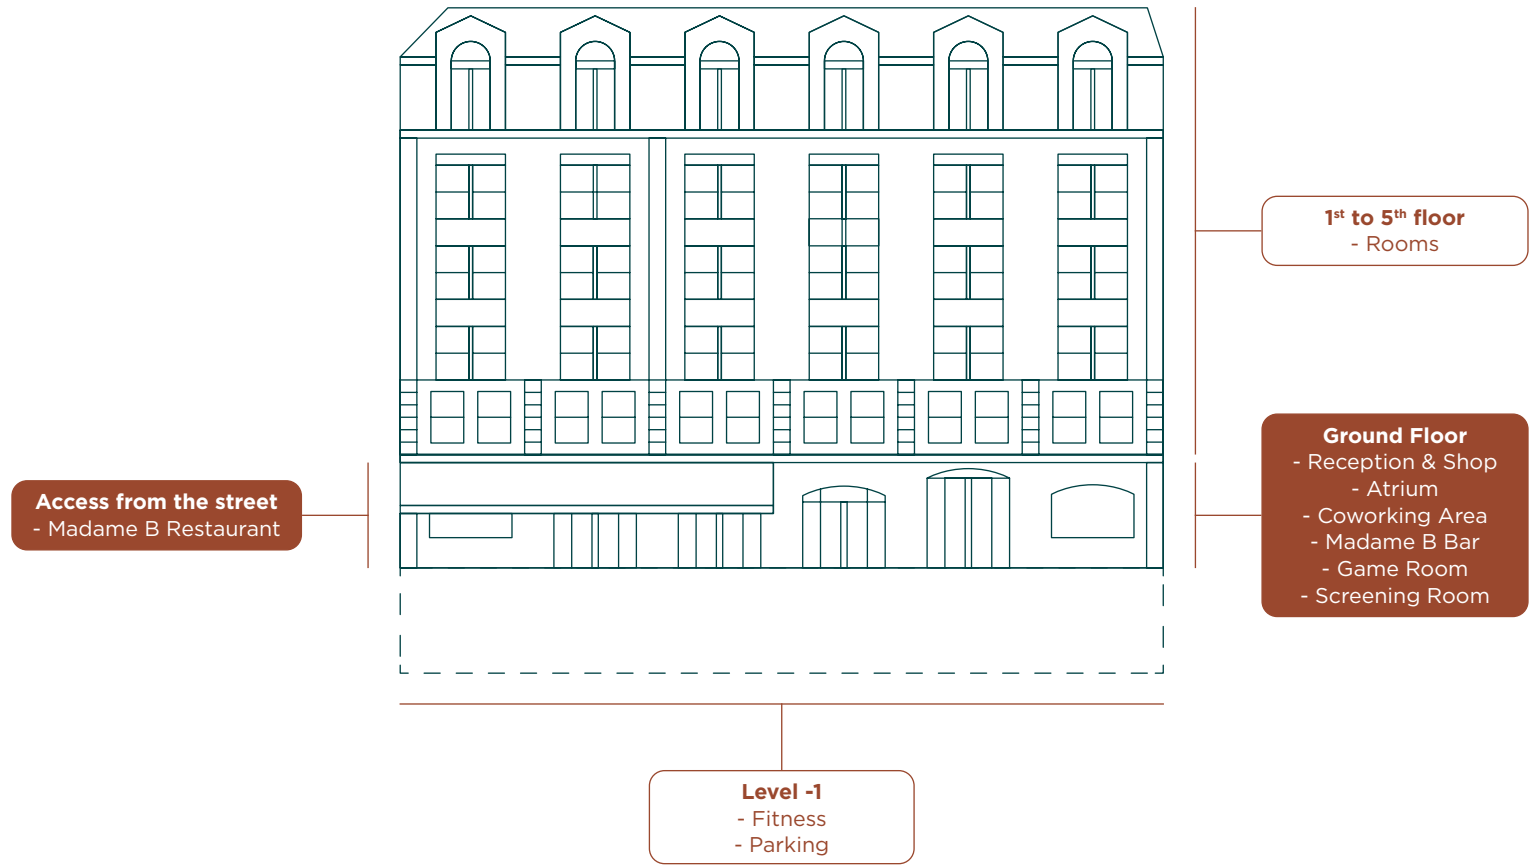 1st to 5th floor
- Rooms
Access from the street
- Madame B Restaurant
Ground Floor
- Reception & Shop
- Atrium
- Coworking Area
- Madame B Bar
- Game Room
- Screening Room
Level -1
- Fitness
- Parking